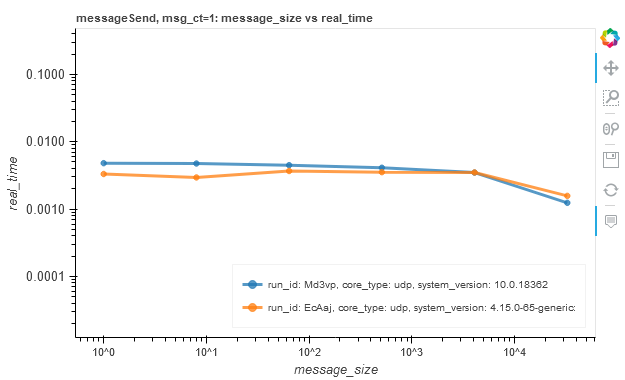 messageSend, msg_ct=1: message_size vs real_time
0.1000
0.0100
0.0010
0.0001
real_time
run_id: Md3vp, core_type: udp, system_version: 10.0.18362
run_id: EcAaj, core_type: udp, system_version: 4.15.0-65-generic:
10^0
10^1
10^2
10^3
10^4
message_size